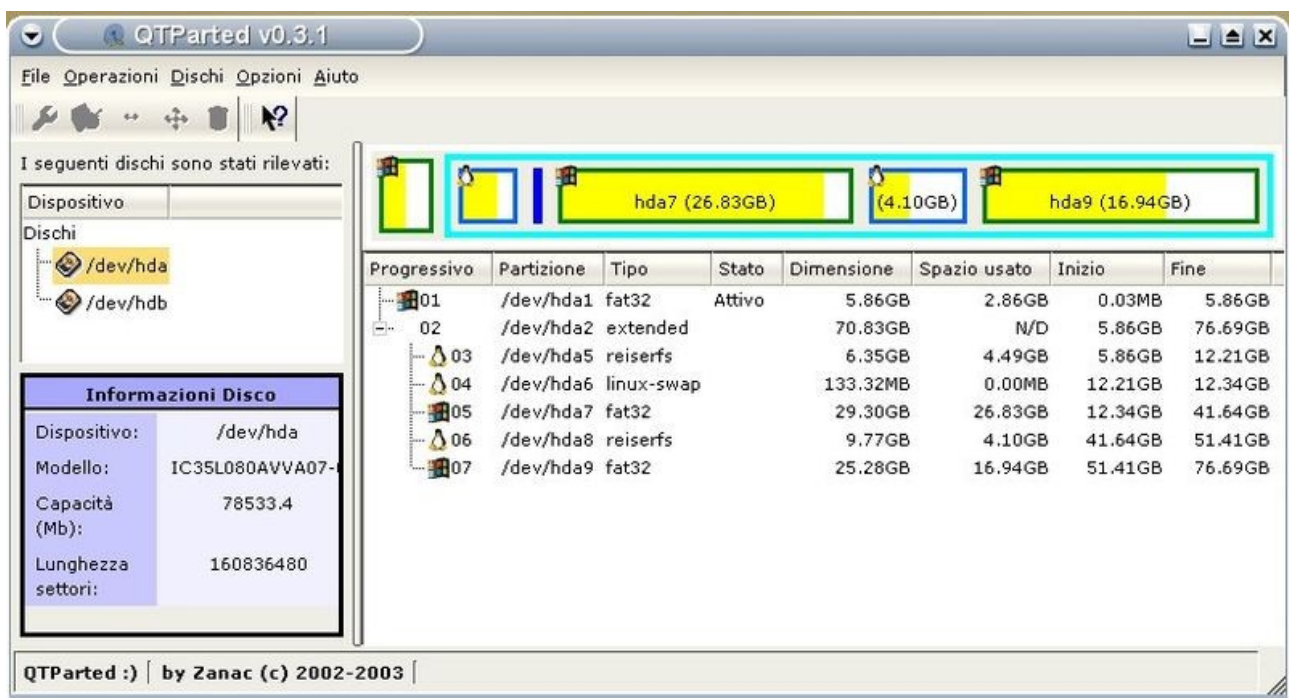 QTParted v0.3.1
File Operazioni Dischi Opzioni Aiuto
I seguenti dischi sono stati rilevati:
Dispositivo
Dischi
/dev/hda
/dev/hdb
Informazioni Disco
Dispositivo: /dev/hda
Modello: IC35L080AVVA07-
Capacità (Mb): 78533.4
Lunghezza settori: 160836480
hda7 (26.83GB) (4.10GB) hda9 (16.94GB)
Progressivo Partizione Tipo Stato Dimensione Spazio usato Inizio Fine
01 /dev/hda1 fat32 Attivo 5.86GB 2.86GB 0.03MB 5.86GB
02 /dev/hda2 extended 70.83GB N/D 5.86GB 76.69GB
03 /dev/hda5 reiserfs 6.35GB 4.49GB 5.86GB 12.21GB
04 /dev/hda6 linux-swap 133.32MB 0.00MB 12.21GB 12.34GB
05 /dev/hda7 fat32 29.30GB 26.83GB 12.34GB 41.64GB
06 /dev/hda8 reiserfs 9.77GB 4.10GB 41.64GB 51.41GB
07 /dev/hda9 fat32 25.28GB 16.94GB 51.41GB 76.69GB
QTParted :) by Zanac (c) 2002-2003